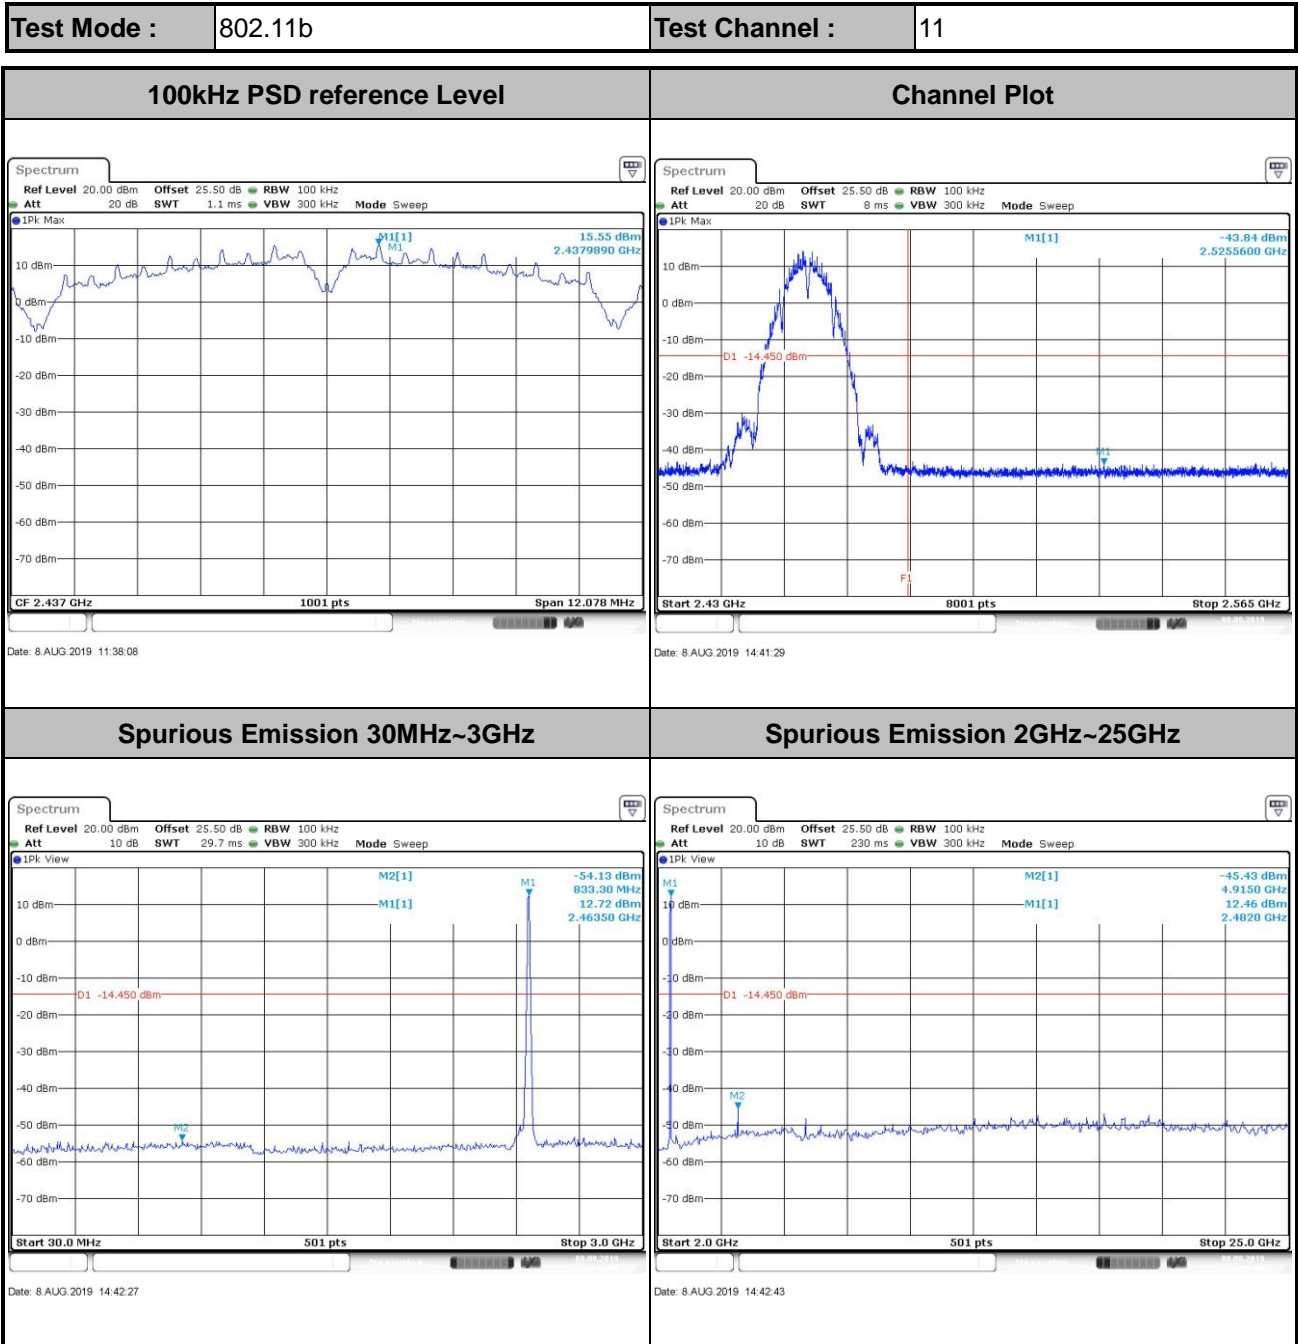 Test Mode : 802.11b Test Channel : 11
100kHz PSD reference Level
Channel Plot
Spectrum
Ref Level 20.00 dBm Offset 25.50 dB RBW 100 kHz
Att 20 dB SWT 1.1 ms VBW 300 kHz Mode Sweep
1Pk Max
M1[1] 15.55 dBm
2.4379890 GHz
M1
10 dBm
0 dBm
-10 dBm
-20 dBm
-30 dBm
-40 dBm
-50 dBm
-60 dBm
-70 dBm
CF 2.437 GHz 1001 pts Span 12.078 MHz
Date: 8.AUG.2019 11:38:08
Spectrum
Ref Level 20.00 dBm Offset 25.50 dB RBW 100 kHz
Att 20 dB SWT 8 ms VBW 300 kHz Mode Sweep
1Pk Max
M1[1] -43.84 dBm
2.5255600 GHz
10 dBm
0 dBm
-10 dBm
D1 -14.450 dBm
-20 dBm
-30 dBm
-40 dBm
M1
-50 dBm
-60 dBm
-70 dBm
F1
Start 2.43 GHz 8001 pts Stop 2.565 GHz
Date: 8.AUG.2019 14:41:29
Spurious Emission 30MHz~3GHz
Spurious Emission 2GHz~25GHz
Spectrum
Ref Level 20.00 dBm Offset 25.50 dB RBW 100 kHz
Att 10 dB SWT 29.7 ms VBW 300 kHz Mode Sweep
1Pk View
M2[1] -54.13 dBm
833.30 MHz
M1
10 dBm
M1[1] 12.72 dBm
2.46350 GHz
0 dBm
-10 dBm
D1 -14.450 dBm
-20 dBm
-30 dBm
-40 dBm
-50 dBm
M2
-60 dBm
-70 dBm
Start 30.0 MHz 501 pts Stop 3.0 GHz
Date: 8.AUG.2019 14:42:27
Spectrum
Ref Level 20.00 dBm Offset 25.50 dB RBW 100 kHz
Att 10 dB SWT 230 ms VBW 300 kHz Mode Sweep
1Pk View
M2[1] -45.43 dBm
4.9150 GHz
M1
10 dBm
M1[1] 12.46 dBm
2.4820 GHz
0 dBm
-10 dBm
D1 -14.450 dBm
-20 dBm
-30 dBm
-40 dBm
M2
-50 dBm
-60 dBm
-70 dBm
Start 2.0 GHz 501 pts Stop 25.0 GHz
Date: 8.AUG.2019 14:42:43